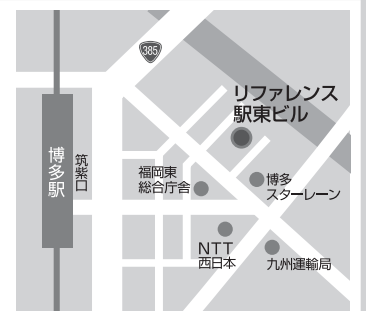 385
リファレンス
駅東ビル
博多駅
筑紫口
福岡東
総合庁舎
博多
スターレーン
NTT
西日本
九州運輸局